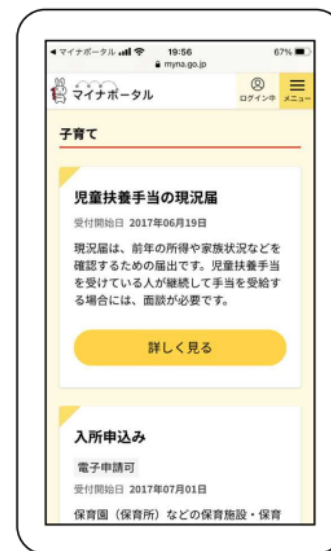 マイナポータル 19:56 67%
myna.go.jp
マイナポータル ログイン中 メニュー
子育て
児童扶養手当の現況届
受付開始日 2017年06月19日
現況届は、前年の所得や家族状況などを
確認するための届出です。児童扶養手当
を受けている人が継続して手当を受給す
る場合には、面談が必要です。
詳しく見る
入所申込み
電子申請可
受付開始日 2017年07月01日
保育園（保育所）などの保育施設・保育